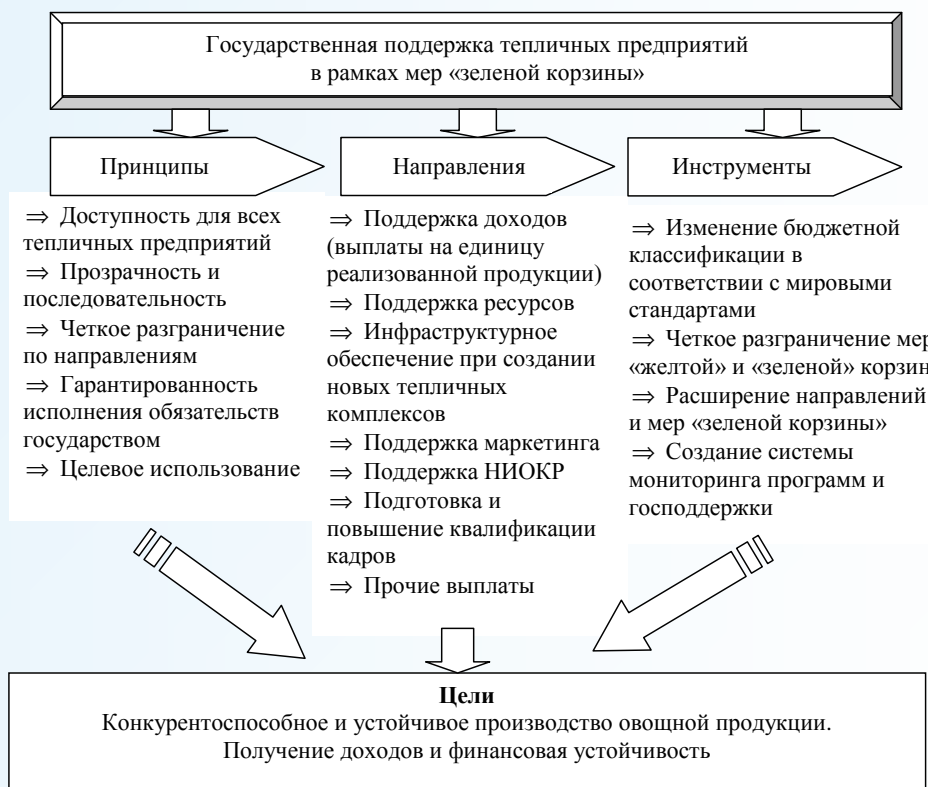 Государственная поддержка тепличных предприятий
в рамках мер «зеленой корзины»
Принципы
⇒ Доступность для всех
тепличных предприятий
⇒ Прозрачность и
последовательность
⇒ Четкое разграничение
по направлениям
⇒ Гарантированность
исполнения обязательств
государством
⇒ Целевое использование
Направления
⇒ Поддержка доходов
(выплаты на единицу
реализованной продукции)
⇒ Поддержка ресурсов
⇒ Инфраструктурное
обеспечение при создании
новых тепличных
комплексов
⇒ Поддержка маркетинга
⇒ Поддержка НИОКР
⇒ Подготовка и
повышение квалификации
кадров
⇒ Прочие выплаты
Инструменты
⇒ Изменение бюджетной
классификации в
соответствии с мировыми
стандартами
⇒ Четкое разграничение мер
«желтой» и «зеленой» корзин
⇒ Расширение направлений
и мер «зеленой корзины»
⇒ Создание системы
мониторинга программ и
господдержки
Цели
Конкурентоспособное и устойчивое производство овощной продукции.
Получение доходов и финансовая устойчивость